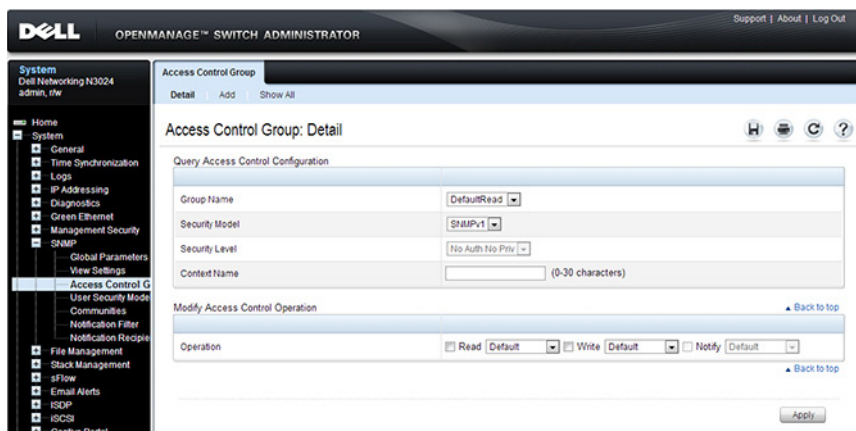 DELL
OPENMANAGE™ SWITCH ADMINISTRATOR
Support | About | Log Out
System
Dell Networking N3024
admin, r/w
Home
System
General
Time Synchronization
Logs
IP Addressing
Diagnostics
Green Ethernet
Management Security
SNMP
Global Parameters
View Settings
Access Control G
User Security Mode
Communities
Notification Filter
Notification Recipie
File Management
Stack Management
sFlow
Email Alerts
ISDP
iSCSI
Access Control Group
Detail Add Show All
Access Control Group: Detail
Query Access Control Configuration
Group Name DefaultRead
Security Model SNMPv1
Security Level No Auth No Priv
Context Name (0-30 characters)
Modify Access Control Operation Back to top
Operation Read Default Write Default Notify Default
Back to top
Apply